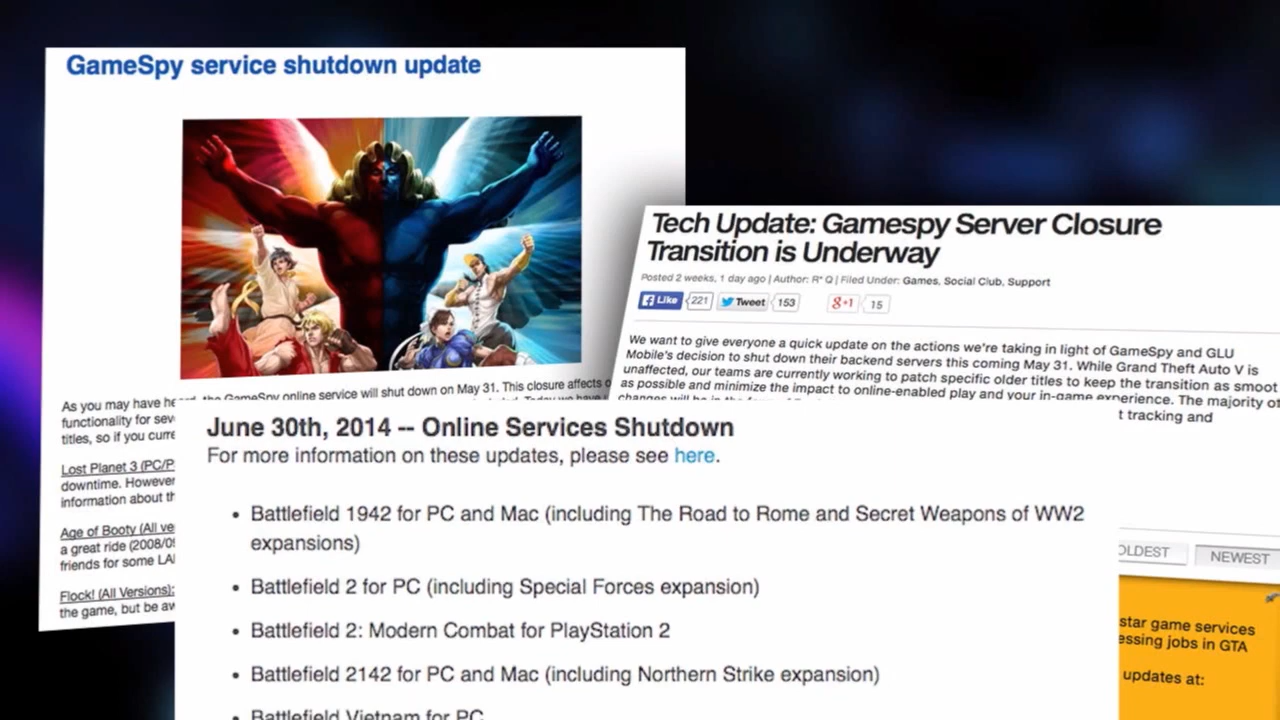 GameSpy service shutdown update
As you may have he the GameSpy online service will shut down on May 31. This closure affects
functionality for sev
titles, so if you curre
Lost Planet 3 (PC/P
downtime. However
information about th
Age of Booty (All ve
a great ride (2008/0
friends for some LA
Flock! (All Versions):
the game, but be aw
Tech Update: Gamespy Server Closure
Transition is Underway
Posted 2 weeks, 1 day ago | Author: R* Q | Filed Under: Games, Social Club, Support
Like 221 Tweet 153 g+1 15
We want to give everyone a quick update on the actions we're taking in light of GameSpy and GLU
Mobile's decision to shut down their backend servers this coming May 31. While Grand Theft Auto V is
unaffected, our teams are currently working to patch specific older titles to keep the transition as smoot
as possible and minimize the impact to online-enabled play and your in-game experience. The majority of
changes will be in the
t tracking and
OLDEST NEWEST
star game services
essing jobs in GTA
updates at:
June 30th, 2014 -- Online Services Shutdown
For more information on these updates, please see here.
• Battlefield 1942 for PC and Mac (including The Road to Rome and Secret Weapons of WW2
expansions)
• Battlefield 2 for PC (including Special Forces expansion)
• Battlefield 2: Modern Combat for PlayStation 2
• Battlefield 2142 for PC and Mac (including Northern Strike expansion)
• Battlefield Vietnam for PC